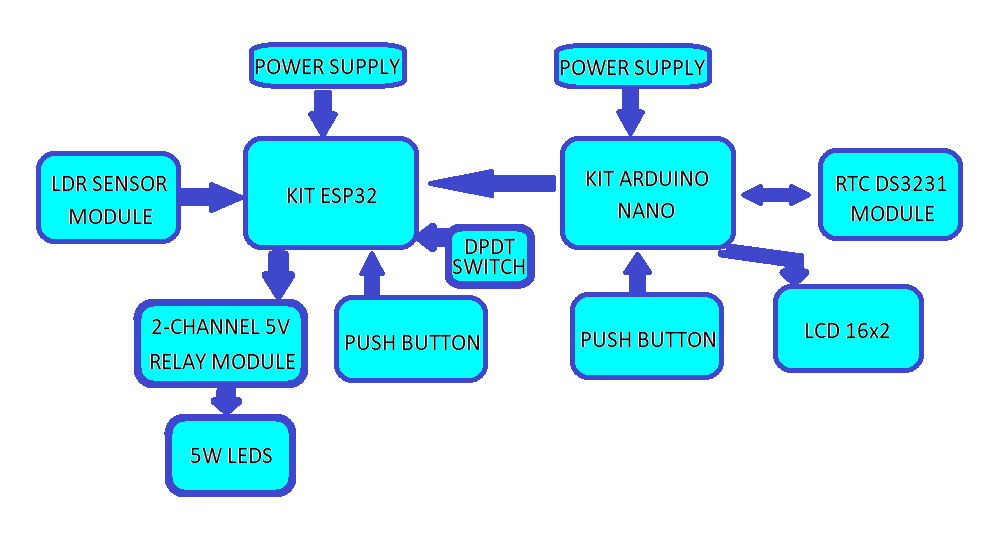 POWER SUPPLY
POWER SUPPLY
LDR SENSOR
MODULE
KIT ESP32
KIT ARDUINO
NANO
RTC DS3231
MODULE
DPDT
SWITCH
2-CHANNEL 5V
RELAY MODULE
PUSH BUTTON
PUSH BUTTON
LCD 16x2
5W LEDS